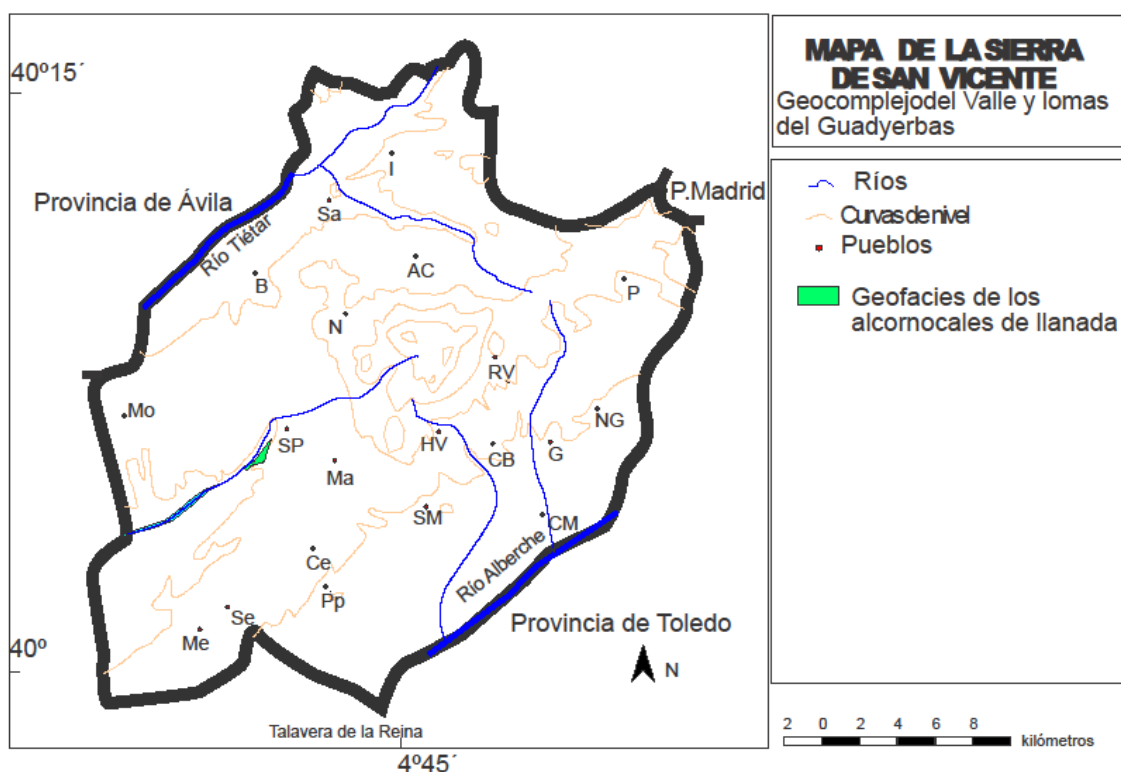 MAPA DE LA SIERRA
DE SAN VICENTE
Geocomplejodel Valle y lomas
del Guadyerbas
Ríos
Curvas de nivel
Pueblos
Geofacies de los
alcornocales de llanada
40º15´
Provincia de Ávila
P.Madrid
Río Tiétar
I
Sa
AC
B
P
N
RV
Mo
NG
SP
HV
CB
G
Ma
SM
CM
Ce
Río Alberche
Pp
Se
Me
Provincia de Toledo
40º
N
Talavera de la Reina
4º45´
2 0 2 4 6 8 kilómetros